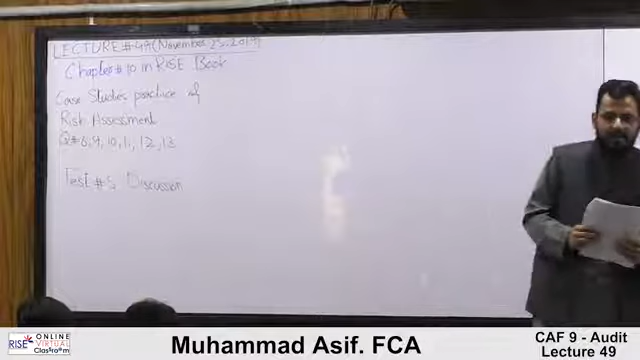 LECTURE #49 (November 25, 2019)
Chapter #10 in RISE Book
Case Studies practice of
Risk Assessment
Q# 8, 9, 10, 11, 12, 13
Test #5 Discussion
RISE ONLINE
VIRTUAL
Classroom
Muhammad Asif. FCA
CAF 9 - Audit
Lecture 49